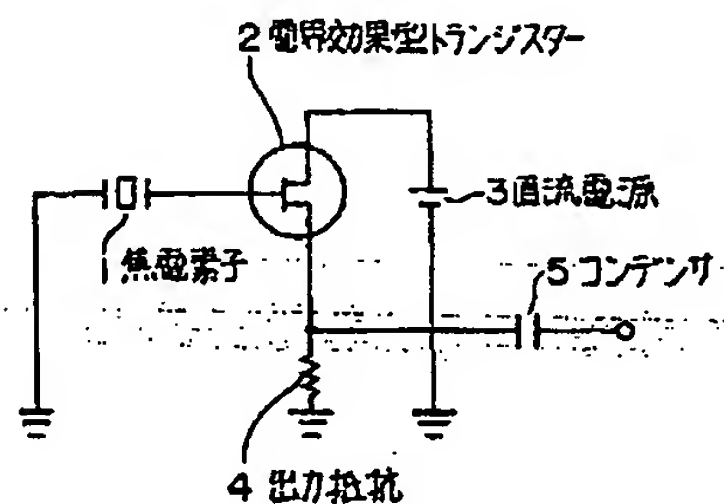 2 電界効果型トランジスター
3 直流電源
1 焦電素子
5 コンデンサ
4 出力抵抗